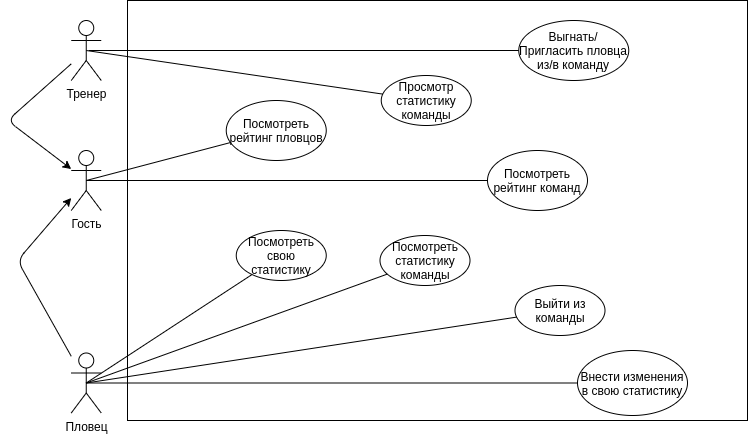 Выгнать/
Пригласить пловца
из/в команду
Тренер
Просмотр
статистику
команды
Посмотреть
рейтинг пловцов
Посмотреть
рейтинг команд
Гость
Посмотреть
свою
статистику
Посмотреть
статистику
команды
Выйти из
команды
Внести изменения
в свою статистику
Пловец